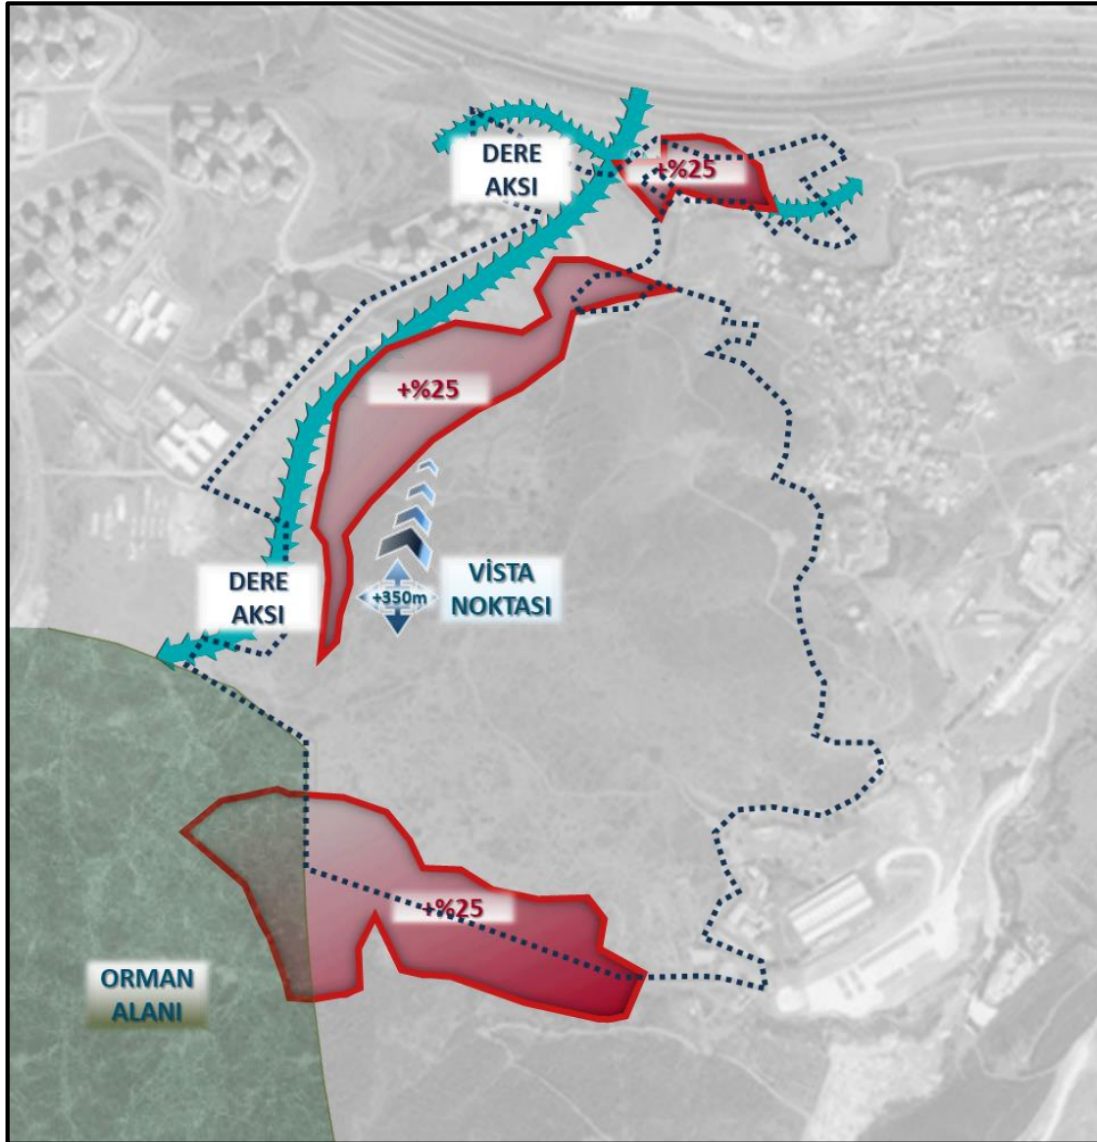 DERE
AKSI
+%25
+%25
VİSTA
NOKTASI
+350m
DERE
AKSI
+%25
ORMAN
ALANI